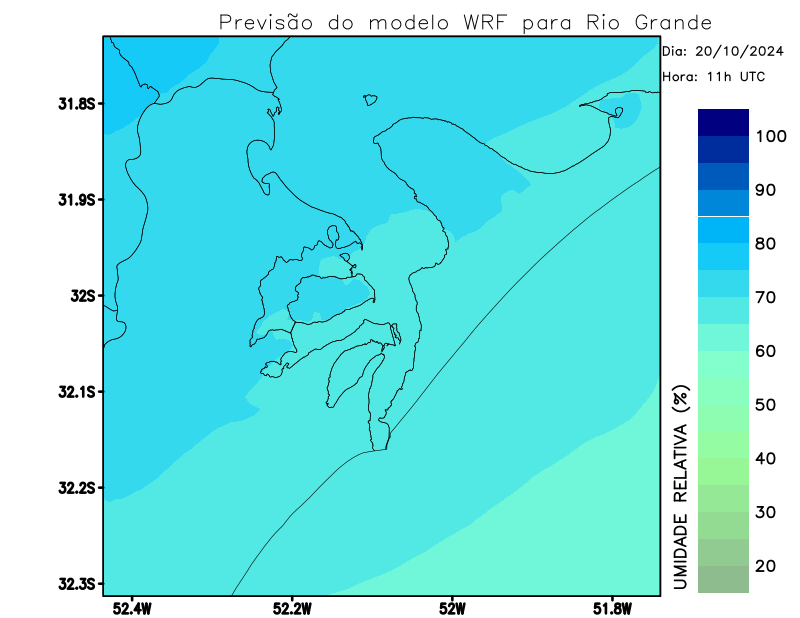 Previsão do modelo WRF para Rio Grande
Dia: 20/10/2024
Hora: 11h UTC
31.8S
31.9S
32S
32.1S
32.2S
32.3S
52.4W 52.2W 52W 51.8W
100
90
80
70
60
50
40
30
20
UMIDADE RELATIVA (%)